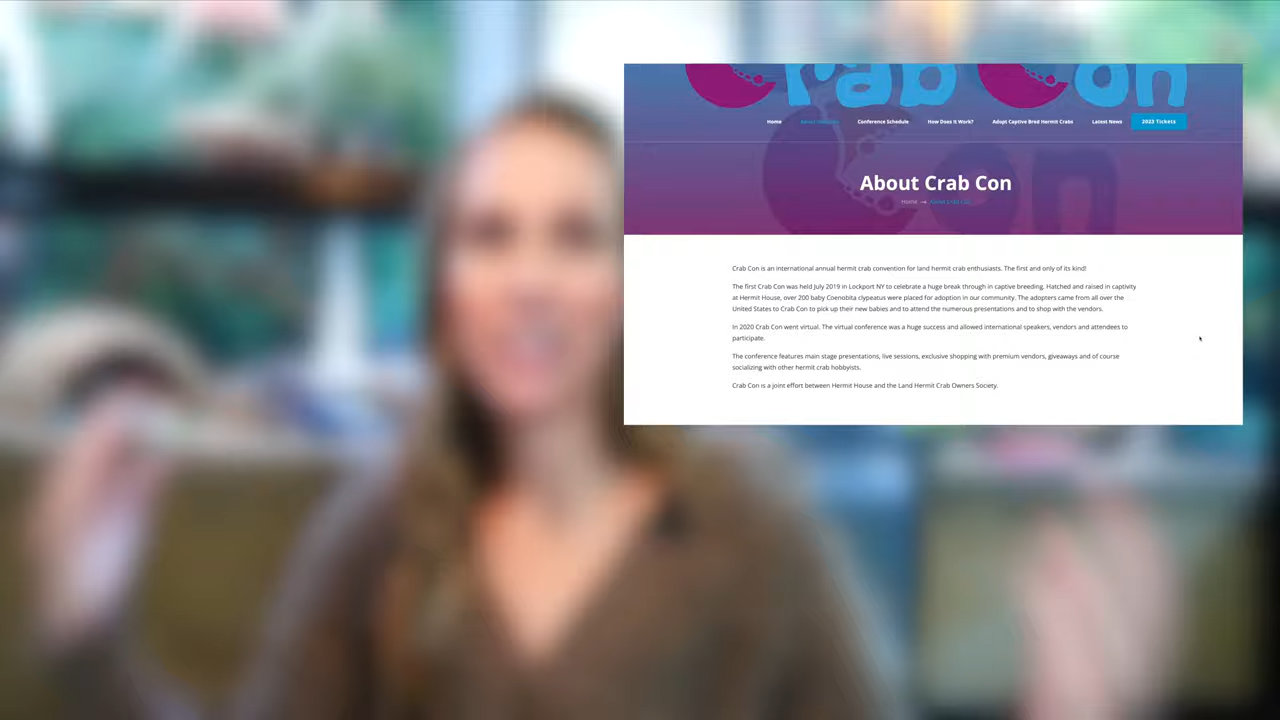 Crab Con
Home About Crab Con Conference Schedule How Does It Work? Adopt Captive Bred Hermit Crabs Latest News 2023 Tickets
Con
About Crab Con
Home → About Crab Con
Crab Con is an international annual hermit crab convention for land hermit crab enthusiasts. The first and only of its kind!
The first Crab Con was held July 2019 in Lockport NY to celebrate a huge break through in captive breeding. Hatched and raised in captivity
at Hermit House, over 200 baby Coenobita clypeatus were placed for adoption in our community. The adopters came from all over the
United States to Crab Con to pick up their new babies and to attend the numerous presentations and to shop with the vendors.
In 2020 Crab Con went virtual. The virtual conference was a huge success and allowed international speakers, vendors and attendees to
participate.
The conference features main stage presentations, live sessions, exclusive shopping with premium vendors, giveaways and of course
socializing with other hermit crab hobbyists.
Crab Con is a joint effort between Hermit House and the Land Hermit Crab Owners Society.